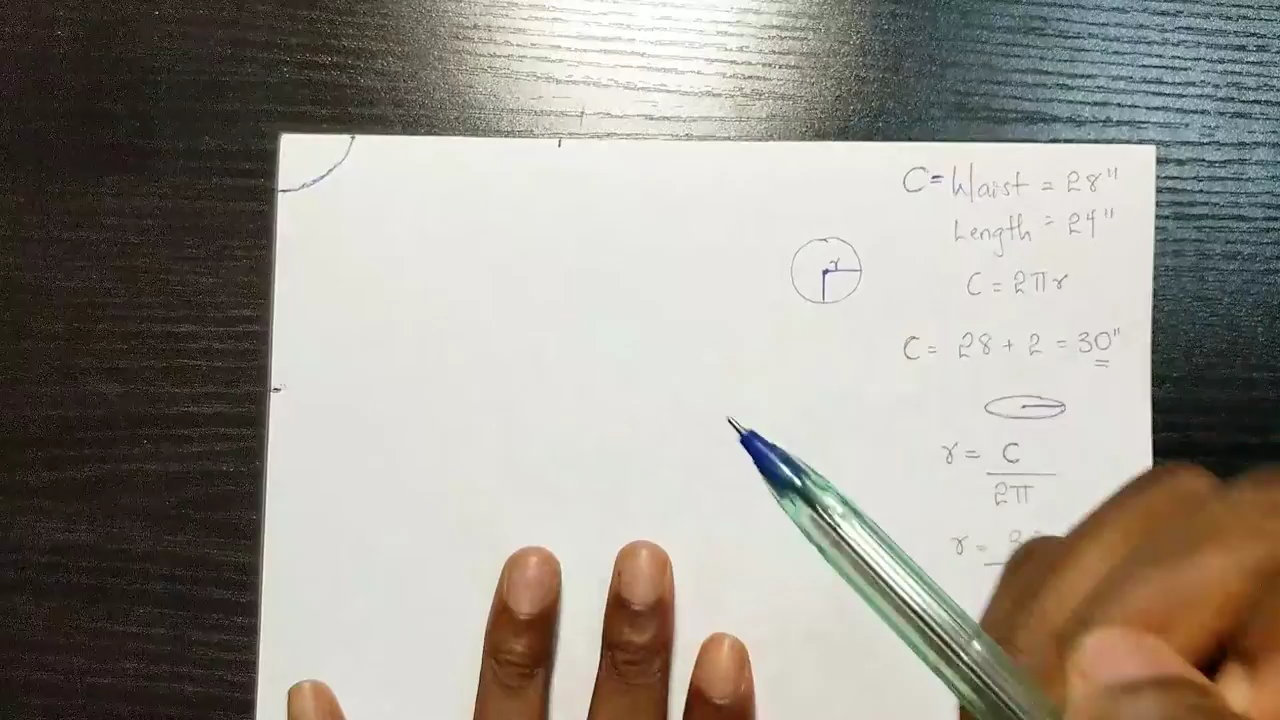 C= Waist = 28"
Length = 24"
r
C = 2πr
C= 28 + 2 = 30"
r= C
2π
r=